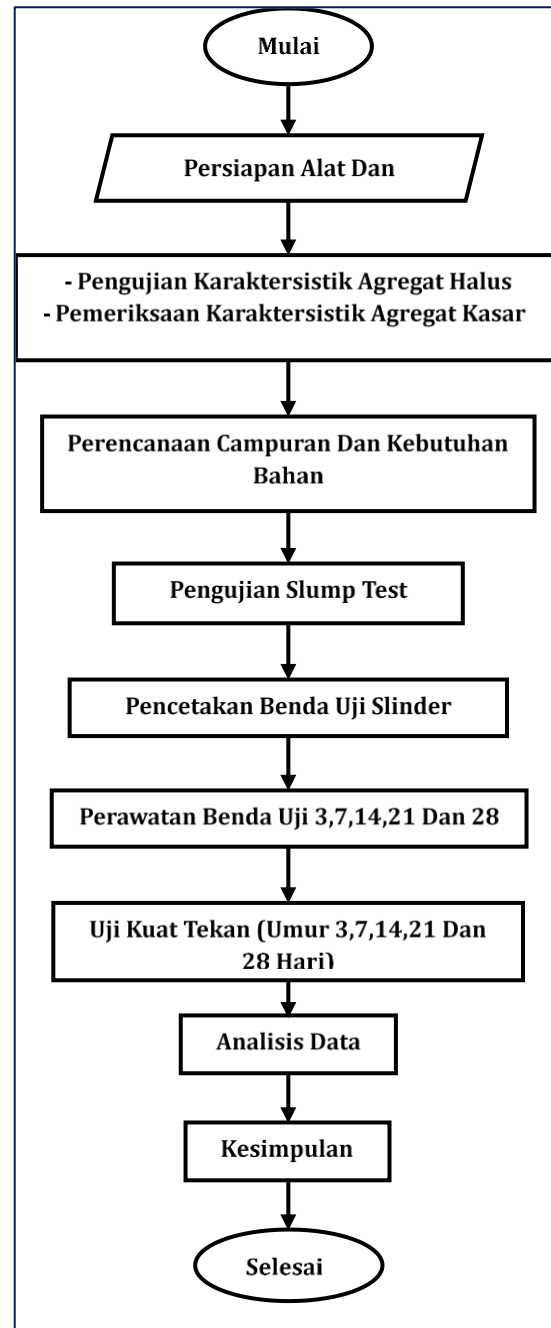 Mulai
Persiapan Alat Dan
- Pengujian Karaktersistik Agregat Halus
- Pemeriksaan Karaktersistik Agregat Kasar
Perencanaan Campuran Dan Kebutuhan
Bahan
Pengujian Slump Test
Pencetakan Benda Uji Slinder
Perawatan Benda Uji 3,7,14,21 Dan 28
Uji Kuat Tekan (Umur 3,7,14,21 Dan
28 Hari)
Analisis Data
Kesimpulan
Selesai